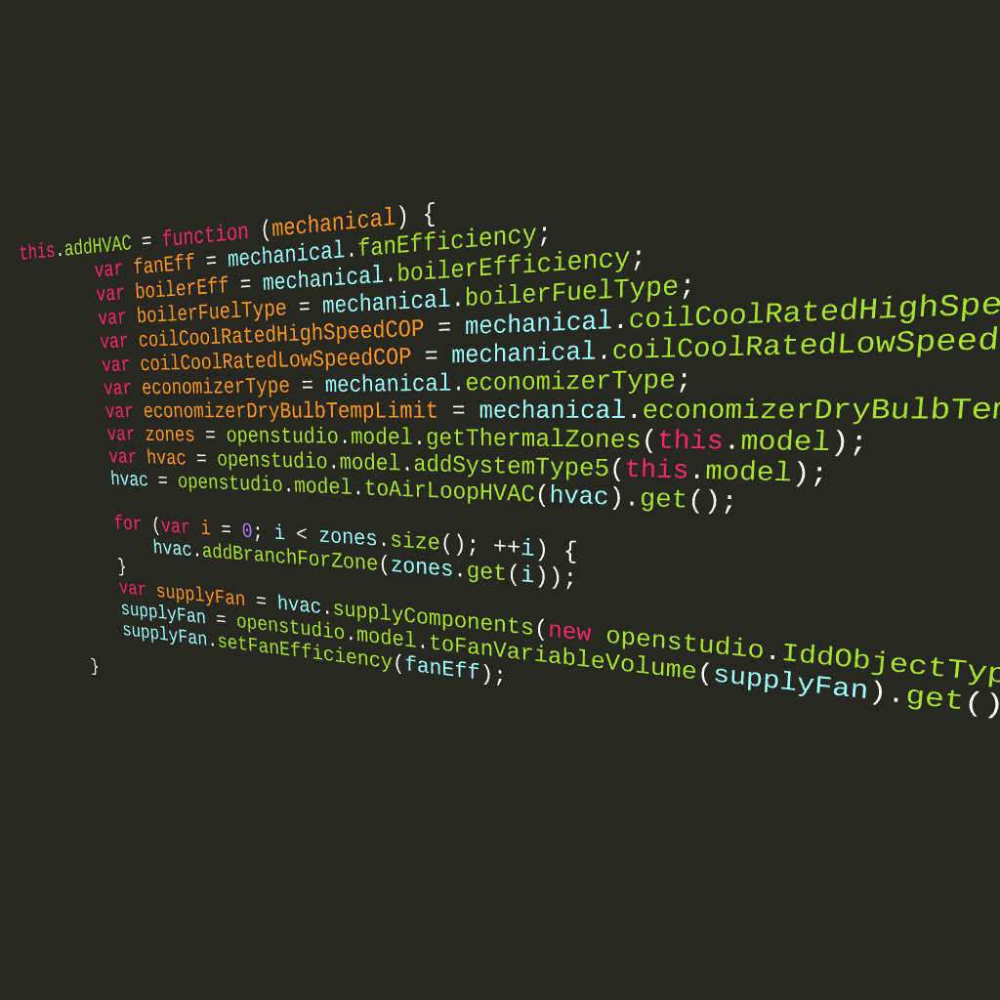 this.addHVAC = function (mechanical) {
var fanEff = mechanical.fanEfficiency;
var boilerEff = mechanical.boilerEfficiency;
var boilerFuelType = mechanical.boilerFuelType;
var coilCoolRatedHighSpeedCOP = mechanical.coilCoolRatedHighSpe
var coilCoolRatedLowSpeedCOP = mechanical.coilCoolRatedLowSpeed
var economizerType = mechanical.economizerType;
var economizerDryBulbTempLimit = mechanical.economizerDryBulbTem
var zones = openstudio.model.getThermalZones(this.model);
var hvac = openstudio.model.addSystemType5(this.model);
hvac = openstudio.model.toAirLoopHVAC(hvac).get();
for (var i = 0; i < zones.size(); ++i) {
hvac.addBranchForZone(zones.get(i));
}
var supplyFan = hvac.supplyComponents(new openstudio.IddObjectTyp
supplyFan = openstudio.model.toFanVariableVolume(supplyFan).get()
supplyFan.setFanEfficiency(fanEff);
}